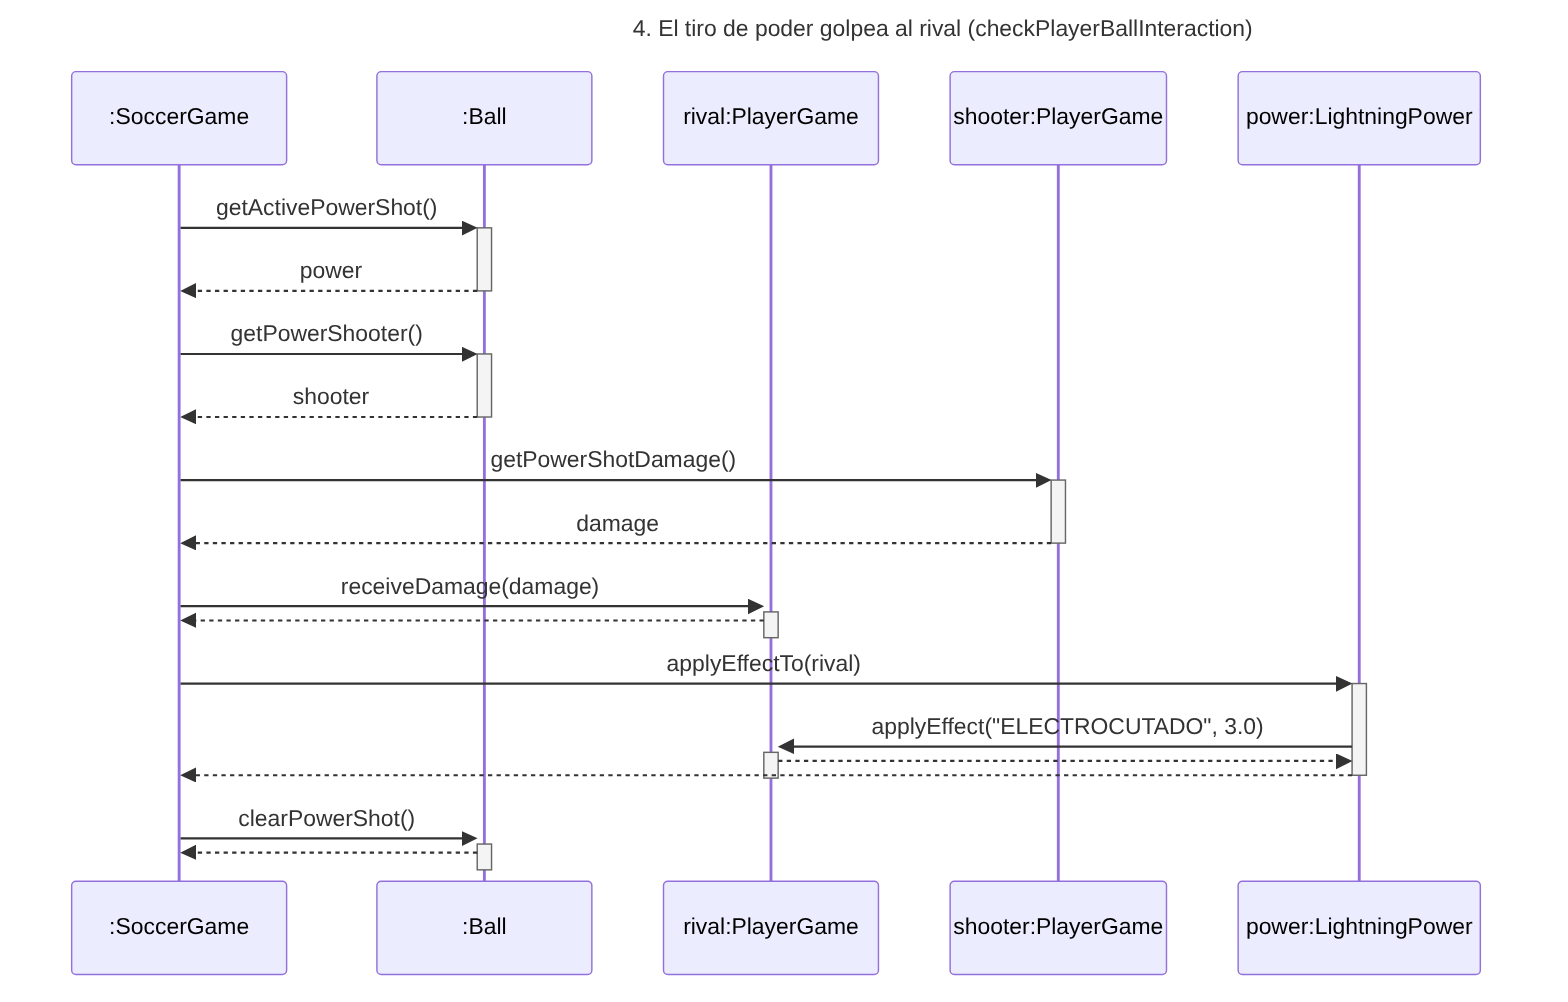 4. El tiro de poder golpea al rival (checkPlayerBallInteraction)
:SoccerGame
:Ball
rival:PlayerGame
shooter:PlayerGame
power:LightningPower
getActivePowerShot()
power
getPowerShooter()
shooter
getPowerShotDamage()
damage
receiveDamage(damage)
applyEffectTo(rival)
applyEffect("ELECTROCUTADO", 3.0)
clearPowerShot()
:SoccerGame
:Ball
rival:PlayerGame
shooter:PlayerGame
power:LightningPower